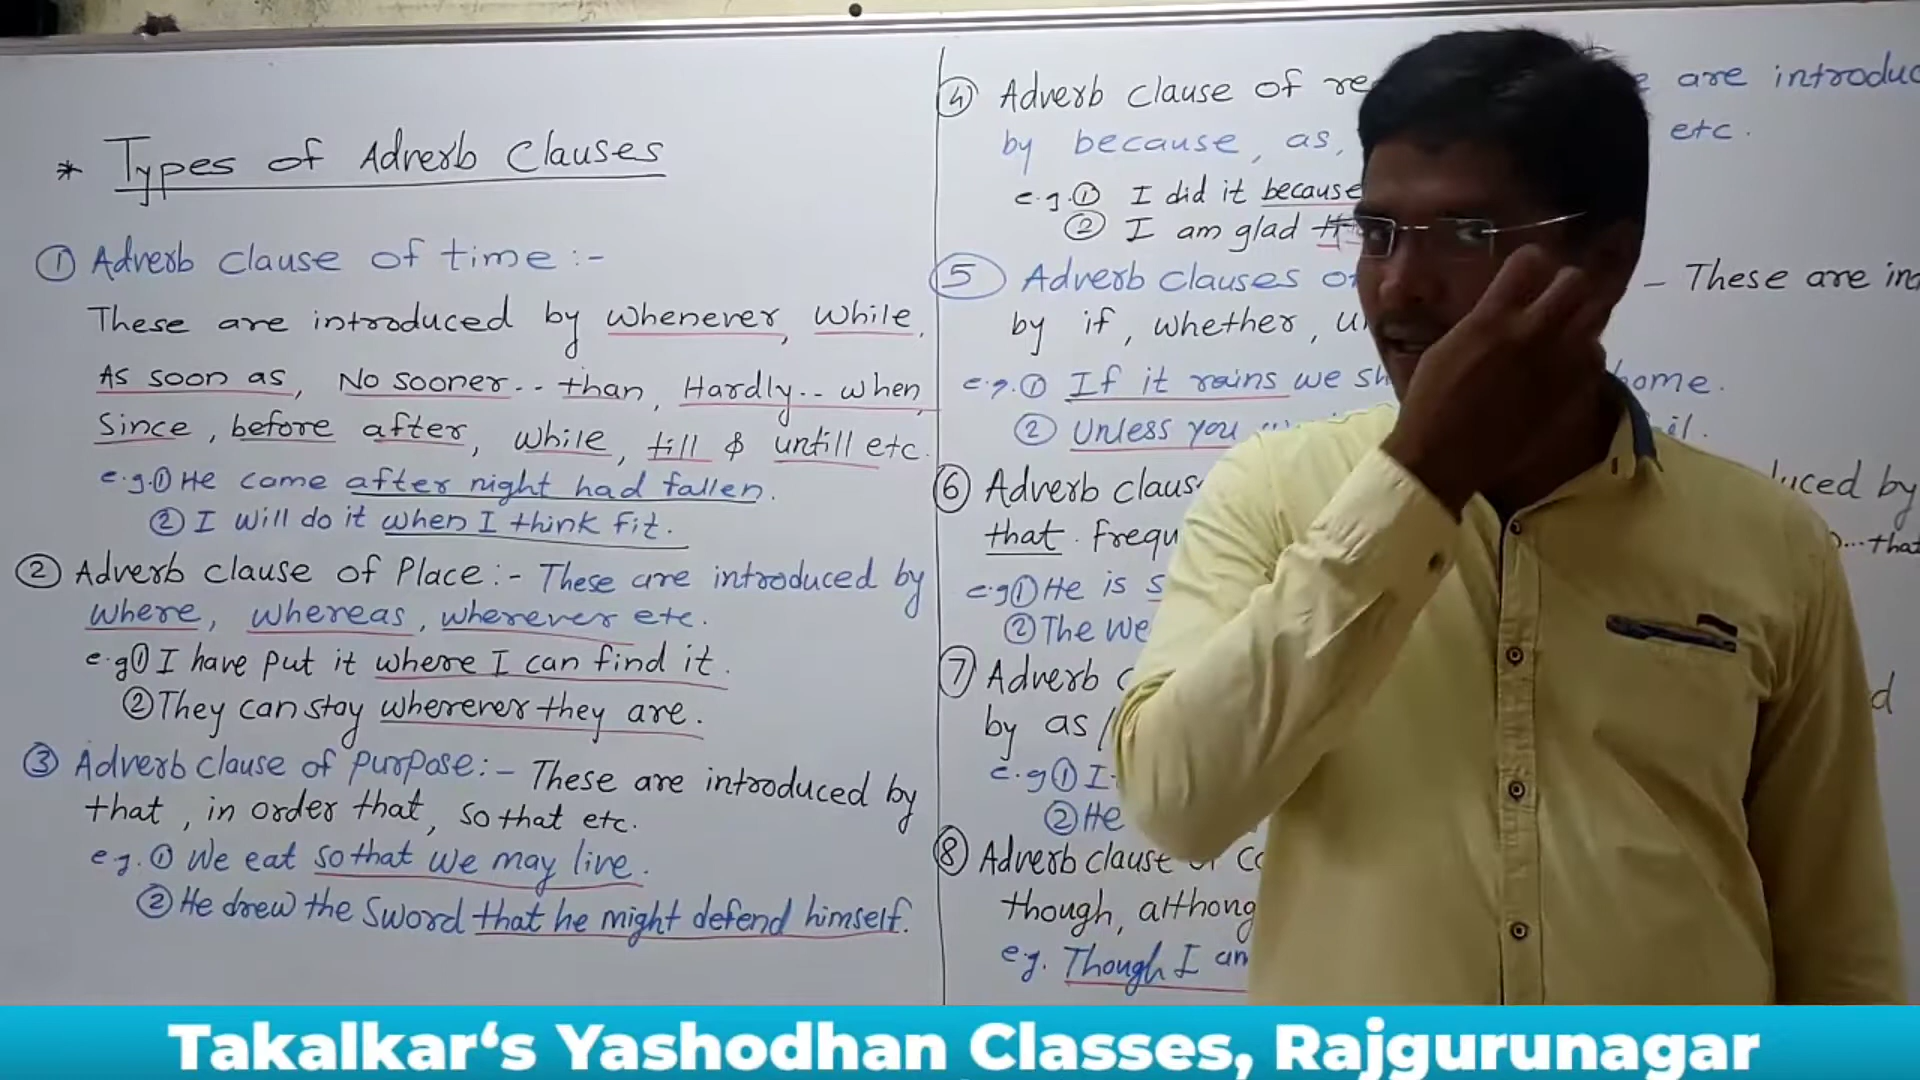 * Types of Adverb Clauses
① Adverb clause of time :-
These are introduced by whenever, while,
As soon as, No sooner.. than, Hardly.. when,
Since, before after, while, till & untill etc.
e.g.① He came after night had fallen.
② I will do it when I think fit.
② Adverb clause of Place :- These are introduced by
where, whereas, wherever etc.
e.g① I have put it where I can find it.
② They can stay wherever they are.
③ Adverb clause of purpose :- These are introduced by
that, in order that, so that etc.
e.g. ① We eat so that we may live.
② He drew the Sword that he might defend himself.
④ Adverb clause of are introduc
by because, as, etc.
e.g.① I did it because
② I am glad
⑤ Adverb clauses of - These are
by if, whether,
e.g.① If it rains we home.
② Unless you
⑥ Adverb by
that. ...that
e.g① He is
② The
⑦ Adverb
by as
e.g① I
② He
⑧ Adverb clause
though,
e.g. Though I
Takalkar‘s Yashodhan Classes, Rajgurunagar